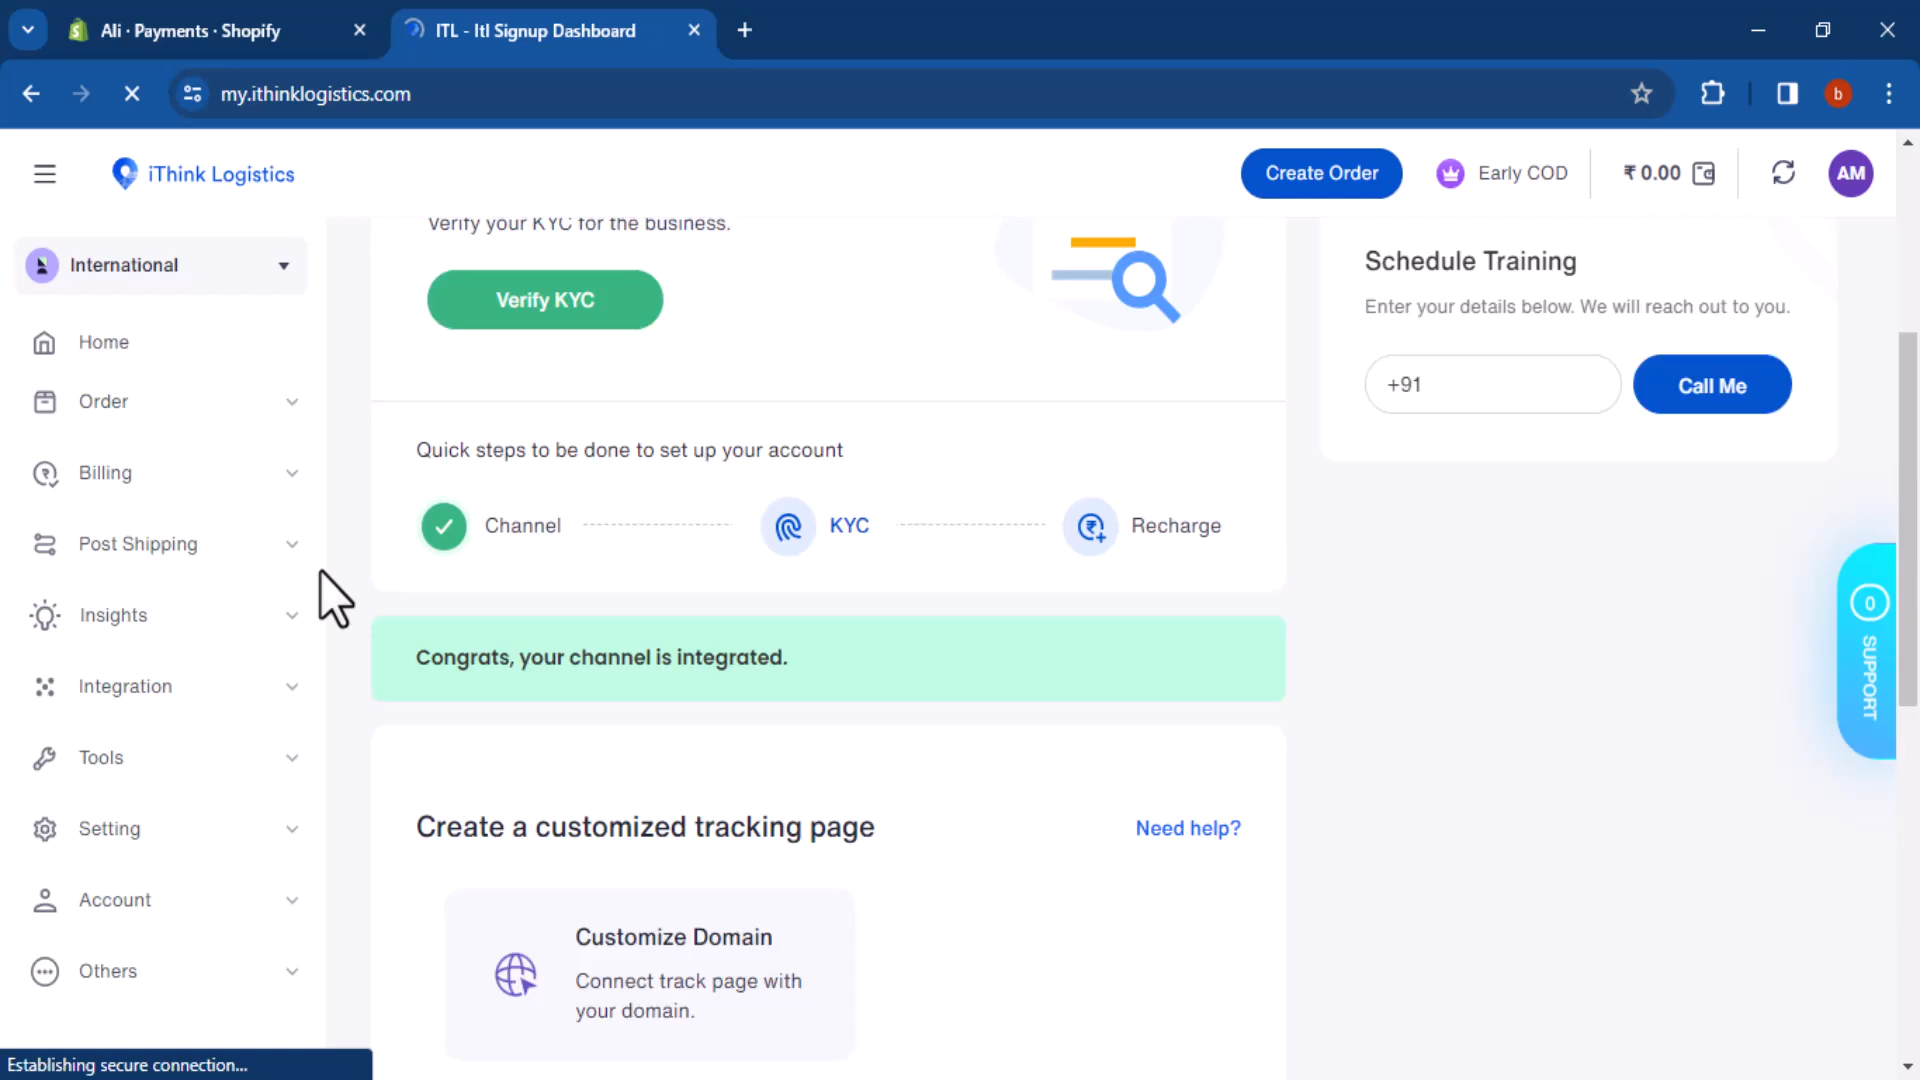 Ali · Payments · Shopify
ITL - Itl Signup Dashboard
my.ithinklogistics.com
b
iThink Logistics
Create Order
Early COD
₹ 0.00
AM
International
Home
Order
Billing
Post Shipping
Insights
Integration
Tools
Setting
Account
Others
Verify your KYC for the business.
Verify KYC
Quick steps to be done to set up your account
Channel
KYC
Recharge
Congrats, your channel is integrated.
Create a customized tracking page
Need help?
Customize Domain
Connect track page with
your domain.
Schedule Training
Enter your details below. We will reach out to you.
+91
Call Me
0
SUPPORT
Establishing secure connection...